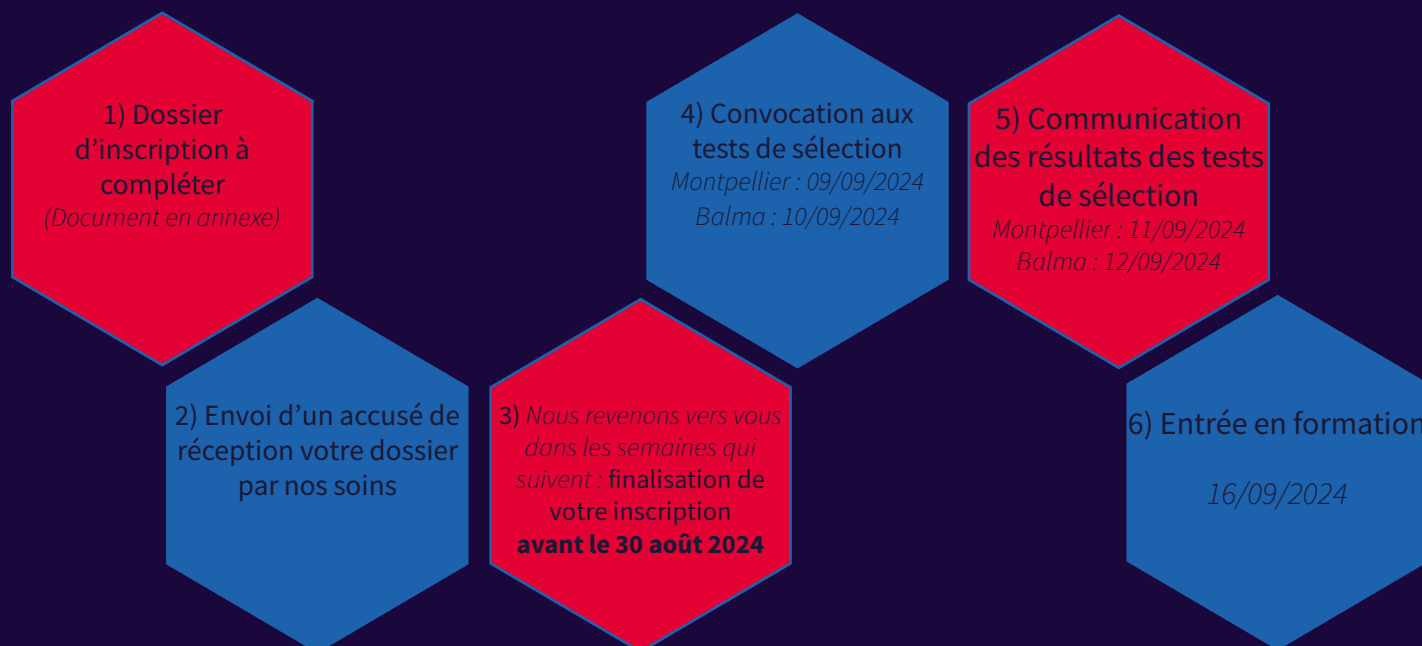 1) Dossier
d’inscription à
compléter
(Document en annexe)
2) Envoi d’un accusé de
réception votre dossier
par nos soins
3) Nous revenons vers vous
dans les semaines qui
suivent : finalisation de
votre inscription
avant le 30 août 2024
4) Convocation aux
tests de sélection
Montpellier : 09/09/2024
Balma : 10/09/2024
5) Communication
des résultats des tests
de sélection
Montpellier : 11/09/2024
Balma : 12/09/2024
6) Entrée en formation
16/09/2024